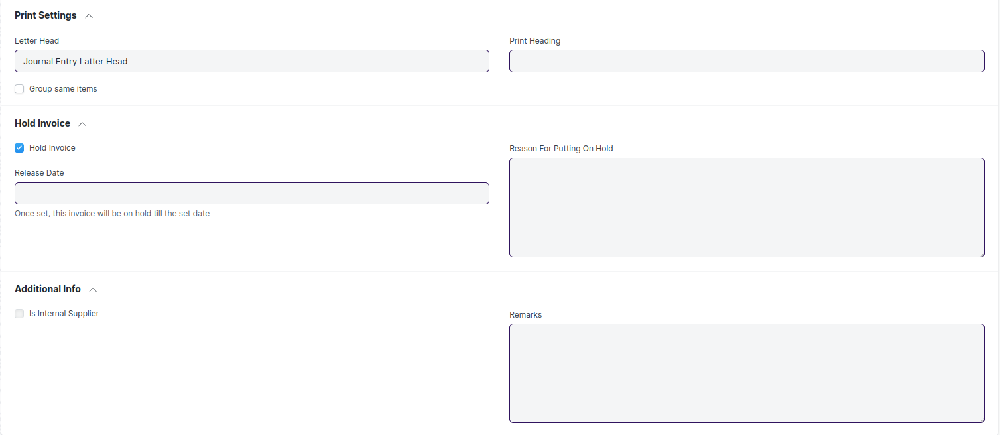 Print Settings
Letter Head
Print Heading
Journal Entry Latter Head
Group same items
Hold Invoice
Hold Invoice
Reason For Putting On Hold
Release Date
Once set, this invoice will be on hold till the set date
Additional Info
Is Internal Supplier
Remarks